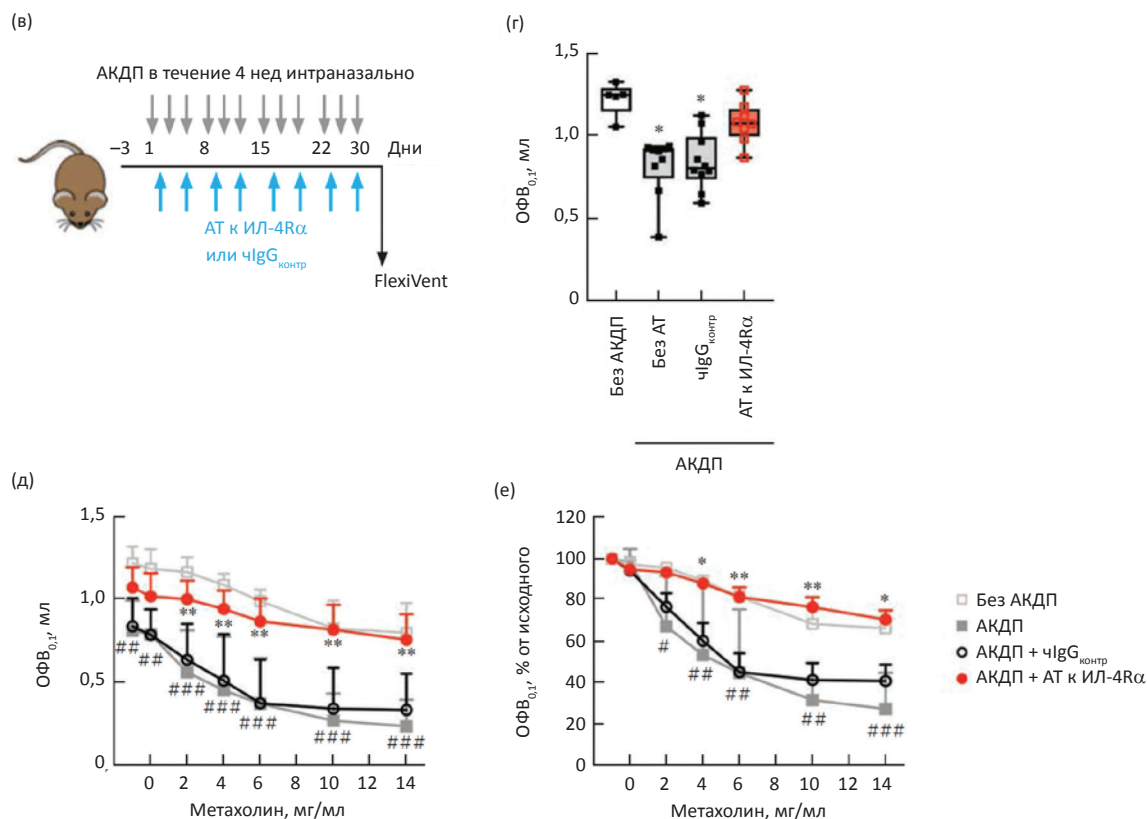 (в)
АКДП в течение 4 нед интраназально
−3 1 8 15 22 30 Дни
АТ к ИЛ-4Rα
или чIgGконтр
FlexiVent
(г)
1,5
1,0
0,5
0
ОФВ0,1, мл
*
*
Без АКДП
Без АТ
чIgGконтр
АТ к ИЛ-4Rα
АКДП
(д)
1,5
1,0
0,5
0
ОФВ0,1, мл
** ** ** ** **
## ## ### ### ### ### ###
0 2 4 6 8 10 12 14
Метахолин, мг/мл
(е)
120
100
80
60
40
20
0
ОФВ0,1, % от исходного
* ** ** *
# ## ## ## ###
0 2 4 6 8 10 12 14
Метахолин, мг/мл
Без АКДП
АКДП
АКДП + чIgGконтр
АКДП + АТ к ИЛ-4Rα